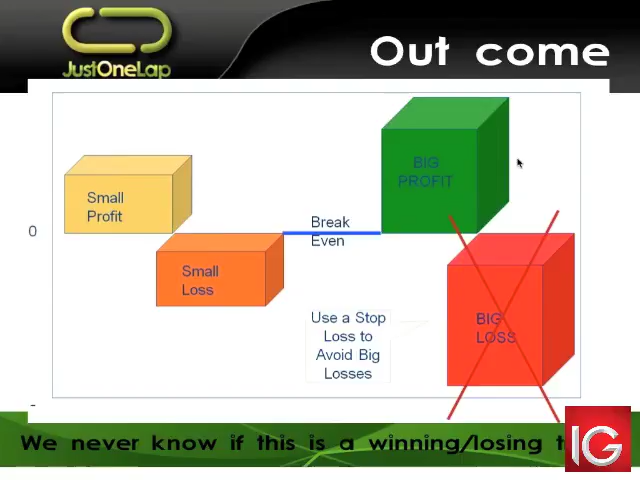 JustOneLap
Out come
BIG
PROFIT
Small
Profit
0
Break
Even
Small
Loss
Use a Stop
Loss to
Avoid Big
Losses
BIG
LOSS
-
We never know if this is a winning/losing t
IG